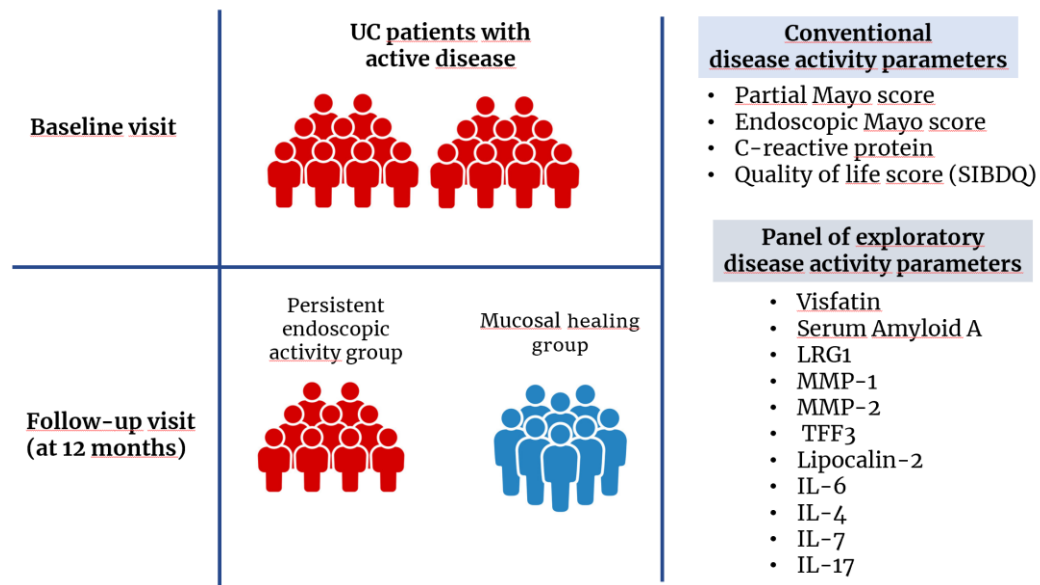 UC patients with
active disease
Baseline visit
Conventional
disease activity parameters
• Partial Mayo score
• Endoscopic Mayo score
• C-reactive protein
• Quality of life score (SIBDQ)
Panel of exploratory
disease activity parameters
• Visfatin
• Serum Amyloid A
• LRG1
• MMP-1
• MMP-2
• TFF3
• Lipocalin-2
• IL-6
• IL-4
• IL-7
• IL-17
Persistent
endoscopic
activity group
Mucosal healing
group
Follow-up visit
(at 12 months)